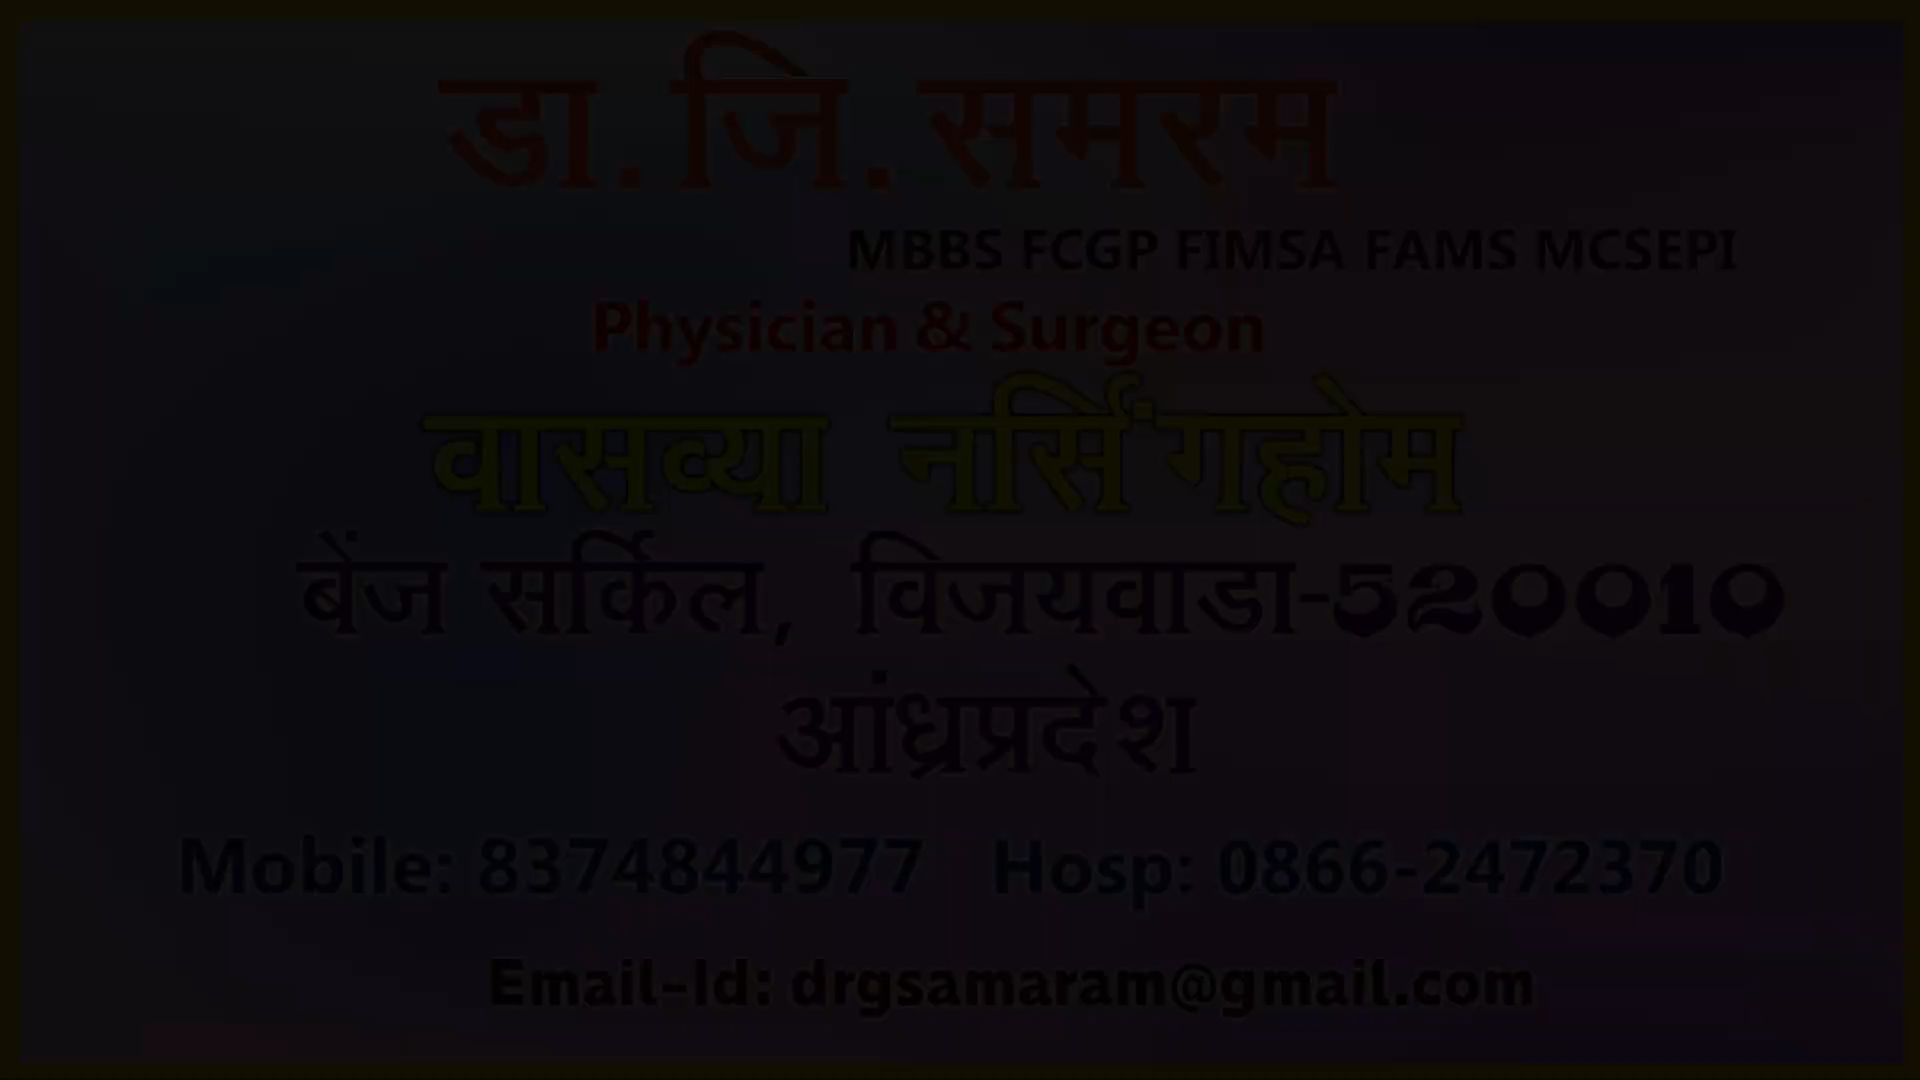 डा.जि.समरम
MBBS FCGP FIMSA FAMS MCSEPI
Physician & Surgeon
वासव्या नर्सिंगहोम
बेंज सर्किल, विजयवाडा-520010
आंध्रप्रदेश
Mobile: 8374844977 Hosp: 0866-2472370
Email-Id: drgsamaram@gmail.com